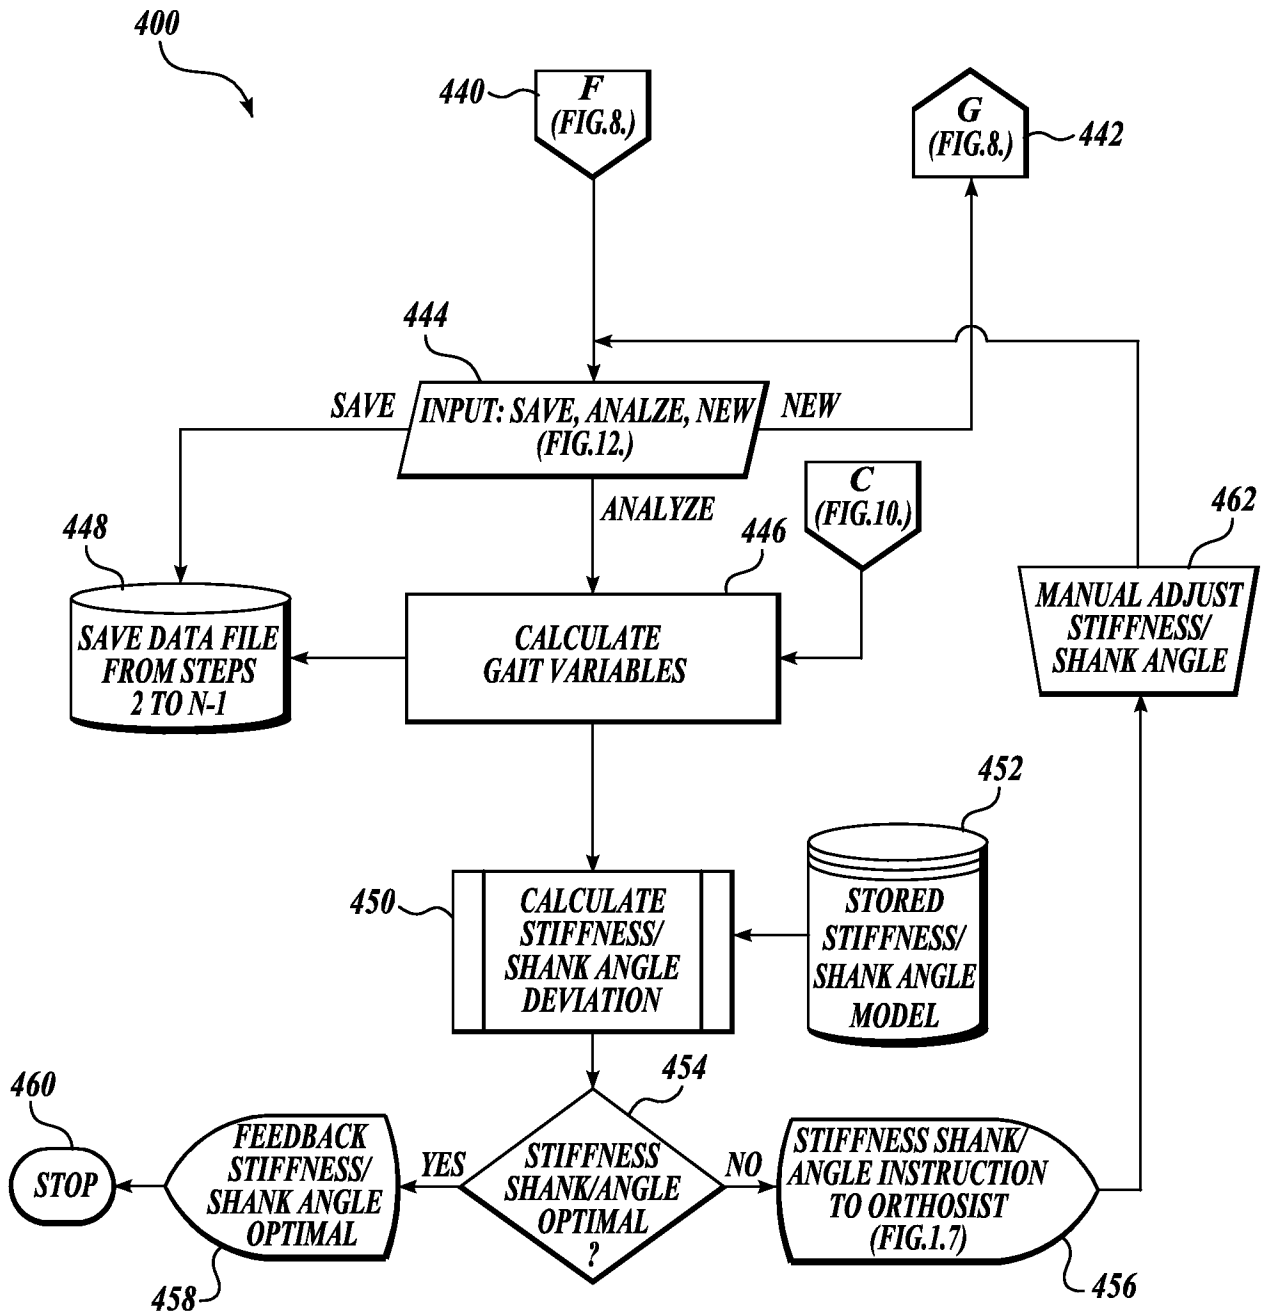 400
440
F
(FIG.8.)
G
(FIG.8.)
442
444
SAVE
INPUT: SAVE, ANALZE, NEW
(FIG.12.)
NEW
ANALYZE
C
(FIG.10.)
448
446
462
SAVE DATA FILE
FROM STEPS
2 TO N-1
CALCULATE
GAIT VARIABLES
MANUAL ADJUST
STIFFNESS/
SHANK ANGLE
452
450
CALCULATE
STIFFNESS/
SHANK ANGLE
DEVIATION
STORED
STIFFNESS/
SHANK ANGLE
MODEL
454
460
STOP
FEEDBACK
STIFFNESS/
SHANK ANGLE
OPTIMAL
YES
STIFFNESS
SHANK/ANGLE
OPTIMAL
?
NO
STIFFNESS SHANK/
ANGLE INSTRUCTION
TO ORTHOSIST
(FIG.1.7)
458
456